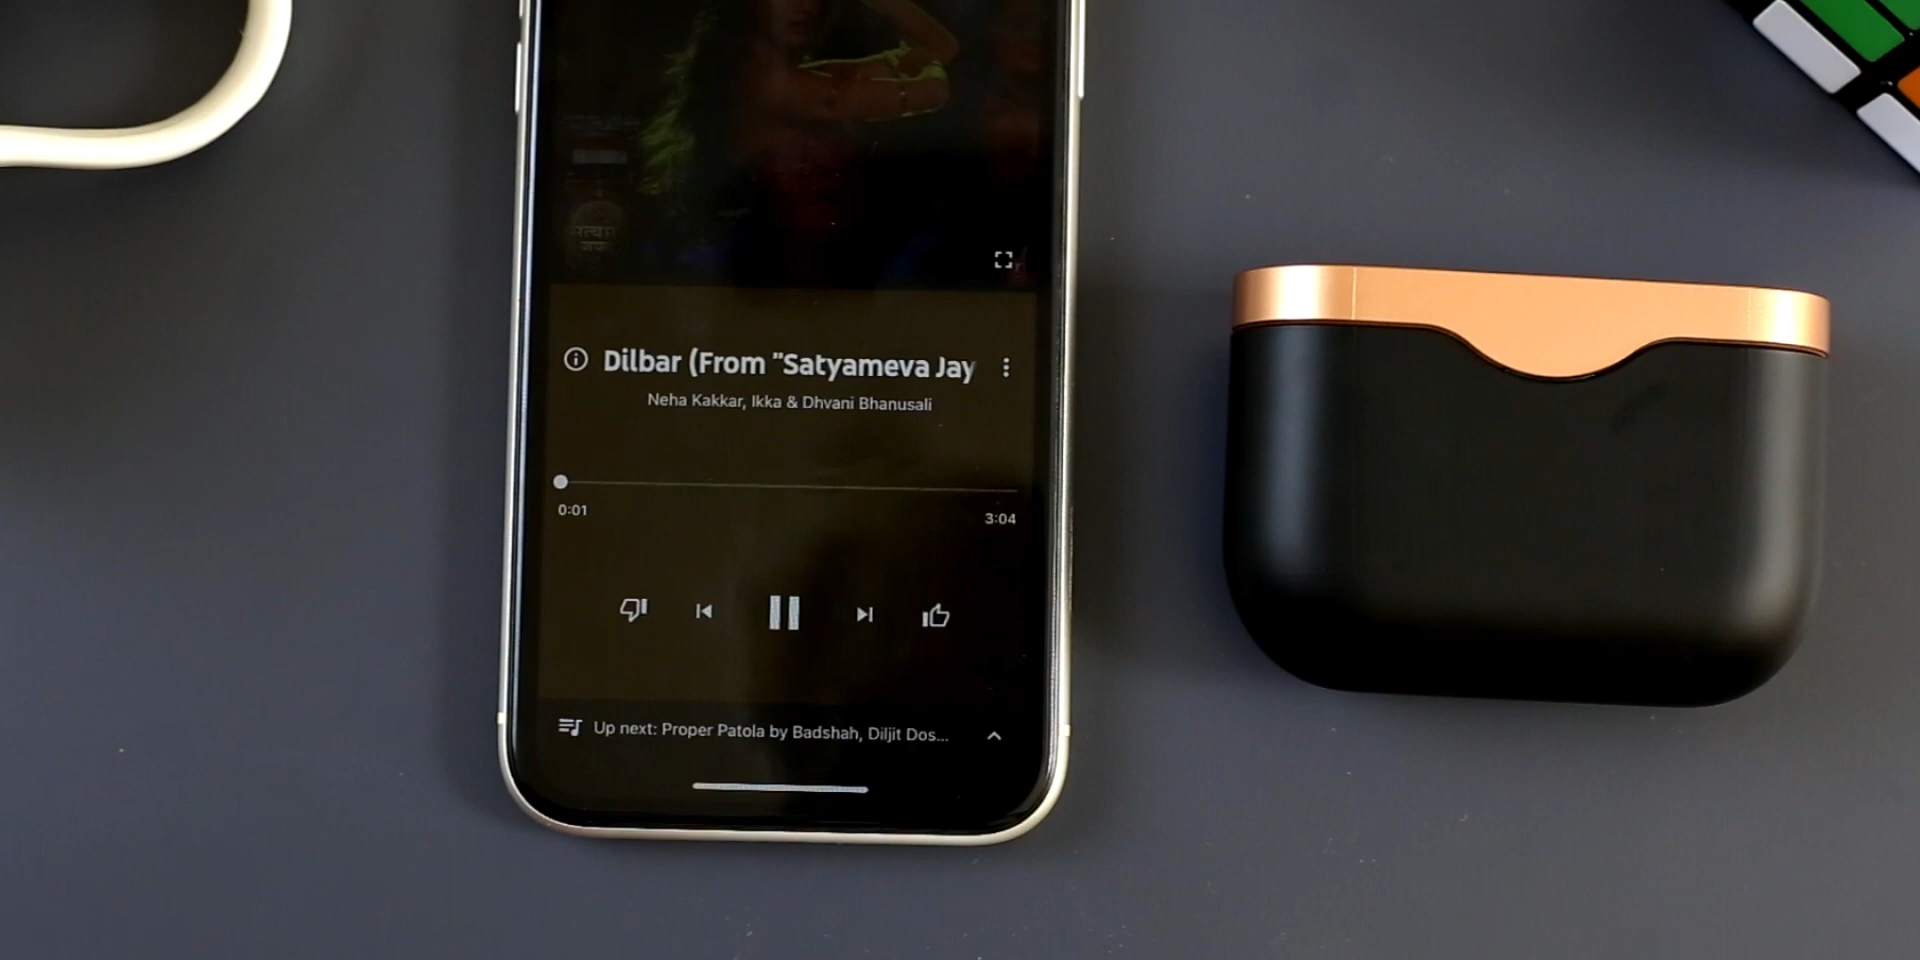 Dilbar (From "Satyameva Jay
Neha Kakkar, Ikka & Dhvani Bhanusali
0:01
3:04
Up next: Proper Patola by Badshah, Diljit Dos...